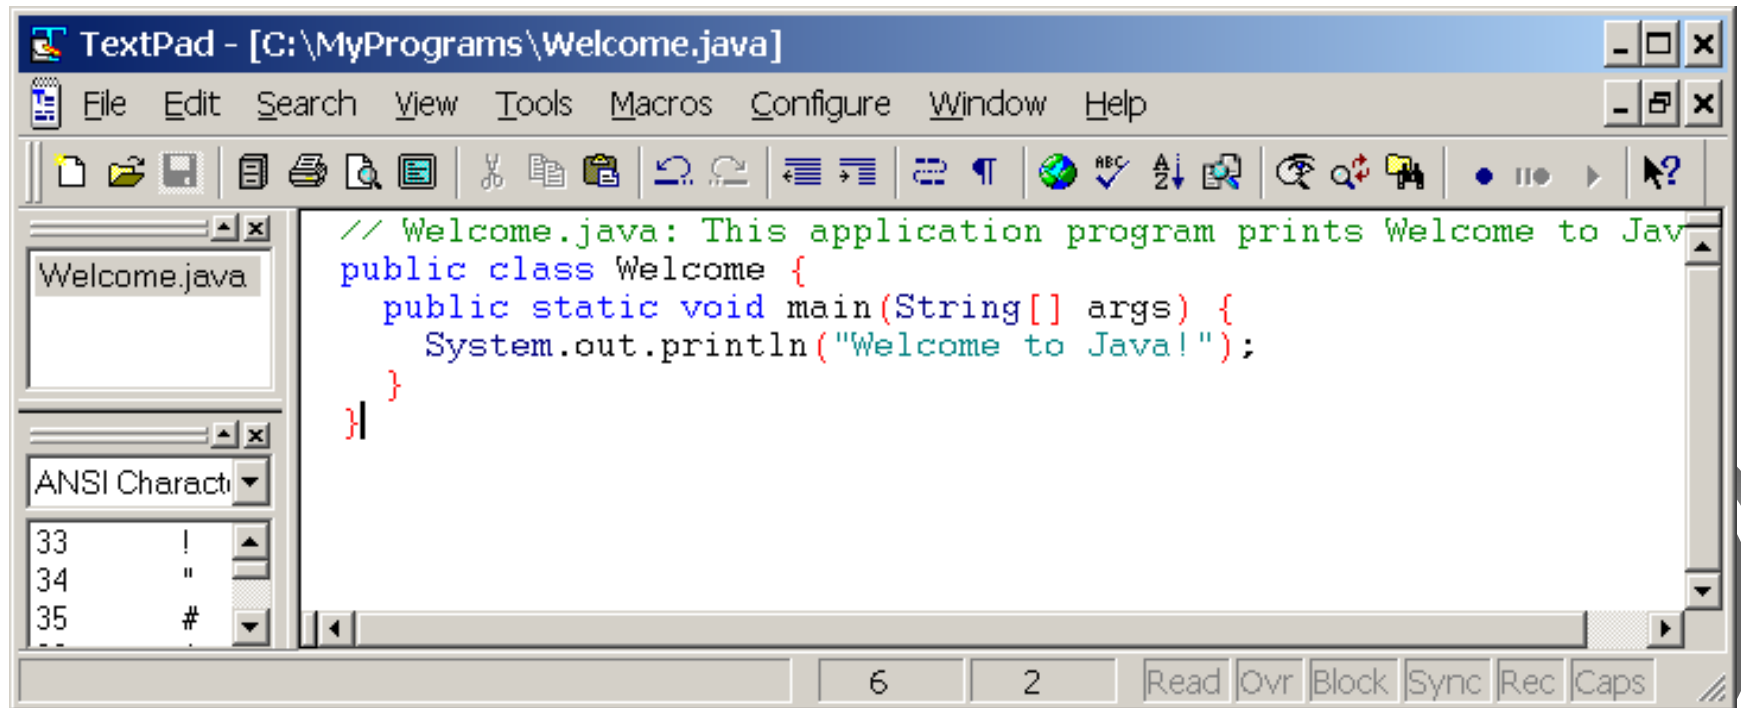 TextPad - [C:\MyPrograms\Welcome.java]
File Edit Search View Tools Macros Configure Window Help
ABC
Welcome.java
// Welcome.java: This application program prints Welcome to Jav
public class Welcome {
public static void main(String[] args) {
System.out.println("Welcome to Java!");
}
}
ANSI Characte
33 !
34 "
35 #
6 2 Read Ovr Block Sync Rec Caps